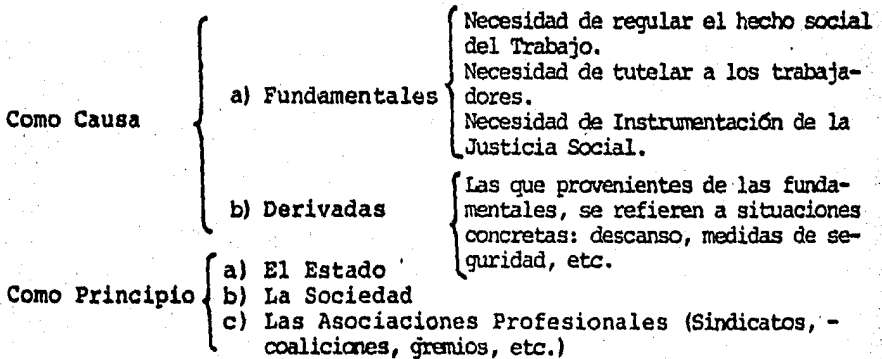 Necesidad de regular el hecho social
del Trabajo.
a) Fundamentales
Necesidad de tutelar a los trabaja-
dores.
Como Causa
Necesidad de Instrumentación de la
Justicia Social.
b) Derivadas
Las que provenientes de las funda-
mentales, se refieren a situaciones
concretas: descanso, medidas de se-
guridad, etc.
Como Principio
a) El Estado
b) La Sociedad
c) Las Asociaciones Profesionales (Sindicatos, -
coaliciones, gremios, etc.)